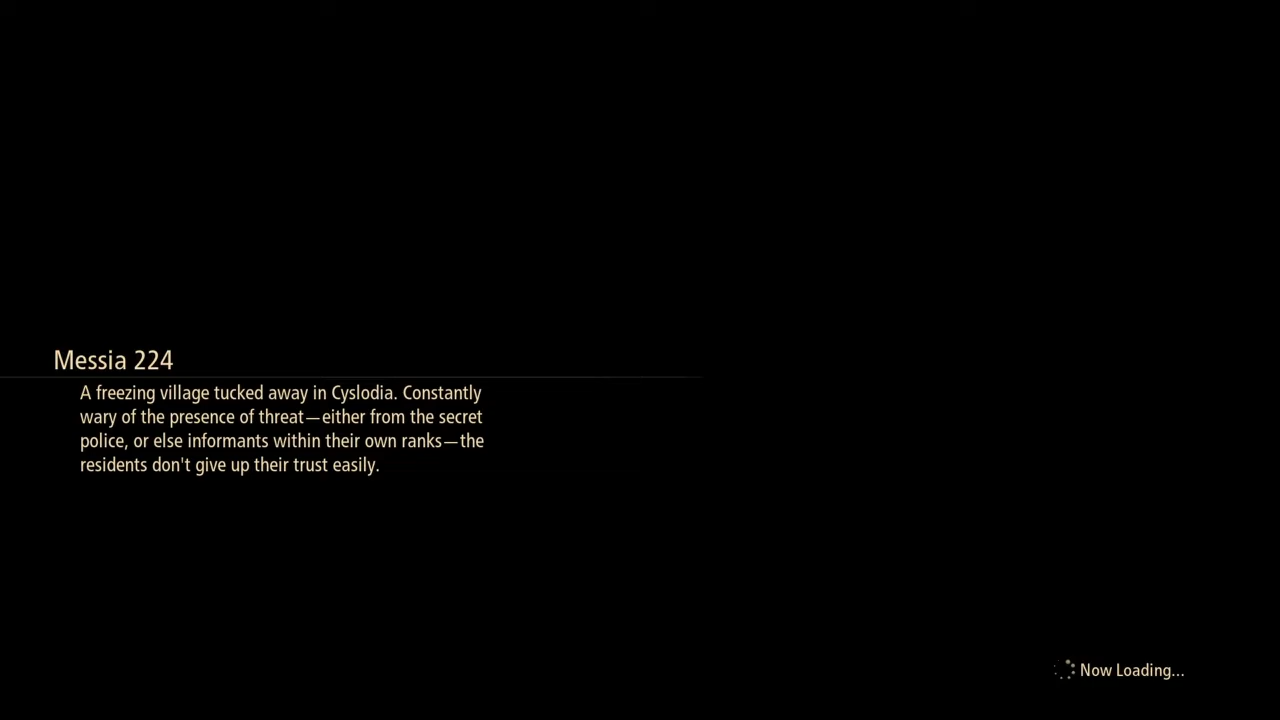 Messia 224
A freezing village tucked away in Cyslodia. Constantly
wary of the presence of threat—either from the secret
police, or else informants within their own ranks—the
residents don't give up their trust easily.
Now Loading...